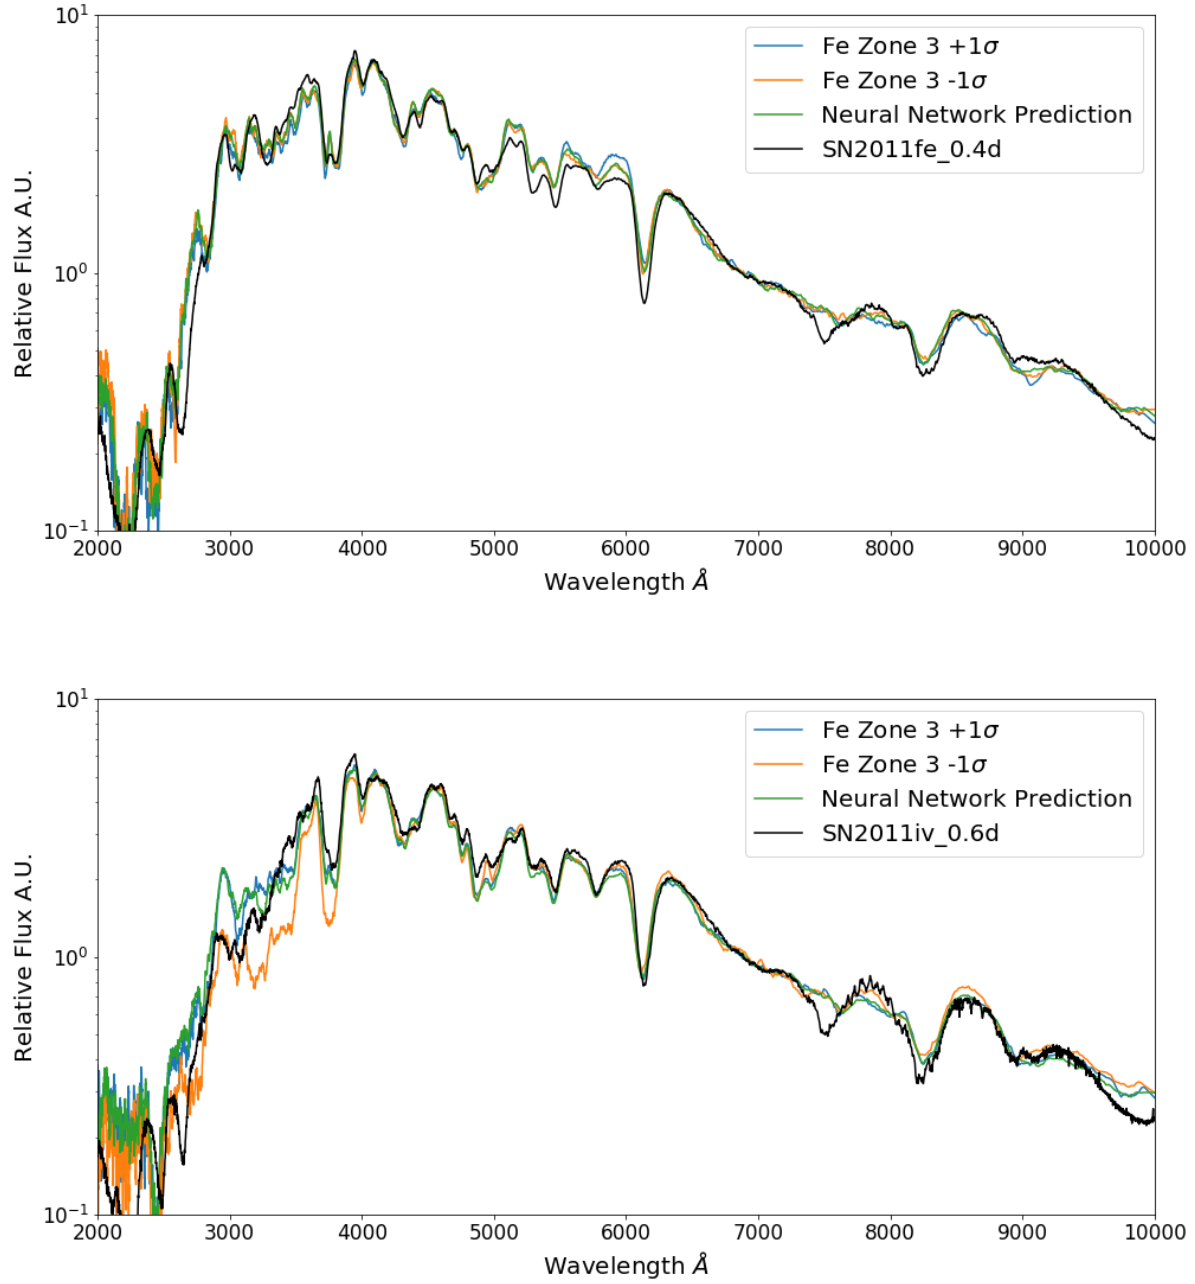 10¹
Fe Zone 3 +1σ
Fe Zone 3 -1σ
Neural Network Prediction
SN2011fe_0.4d
Relative Flux A.U.
10⁰
10⁻¹
2000 3000 4000 5000 6000 7000 8000 9000 10000
Wavelength Å
10¹
Fe Zone 3 +1σ
Fe Zone 3 -1σ
Neural Network Prediction
SN2011iv_0.6d
Relative Flux A.U.
10⁰
10⁻¹
2000 3000 4000 5000 6000 7000 8000 9000 10000
Wavelength Å